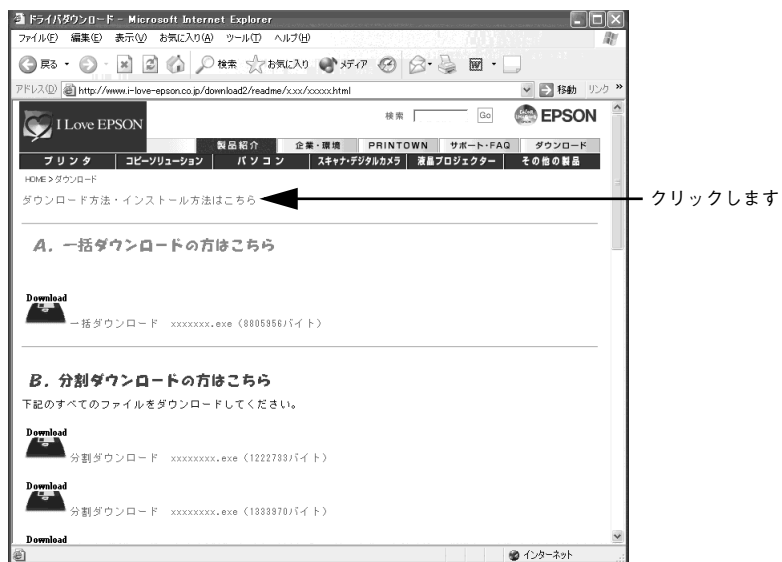 ドライバダウンロード - Microsoft Internet Explorer
ファイル(F) 編集(E) 表示(V) お気に入り(A) ツール(T) ヘルプ(H)
戻る 検索 お気に入り メディア
アドレス(D) http://www.i-love-epson.co.jp/download2/readme/xxx/xxxxx.html 移動 リンク »
I Love EPSON 検索 Go EPSON
製品紹介 企業・環境 PRINTOWN サポート・FAQ ダウンロード
プリンタ コピーソリューション パソコン スキャナ・デジタルカメラ 液晶プロジェクター その他の製品
HOME > ダウンロード
ダウンロード方法・インストール方法はこちら
クリックします
A. 一括ダウンロードの方はこちら
Download
一括ダウンロード xxxxxxx.exe (8805956バイト)
B. 分割ダウンロードの方はこちら
下記のすべてのファイルをダウンロードしてください。
Download
分割ダウンロード xxxxxxxx.exe (1222733バイト)
Download
分割ダウンロード xxxxxxxx.exe (1333970バイト)
Download
インターネット